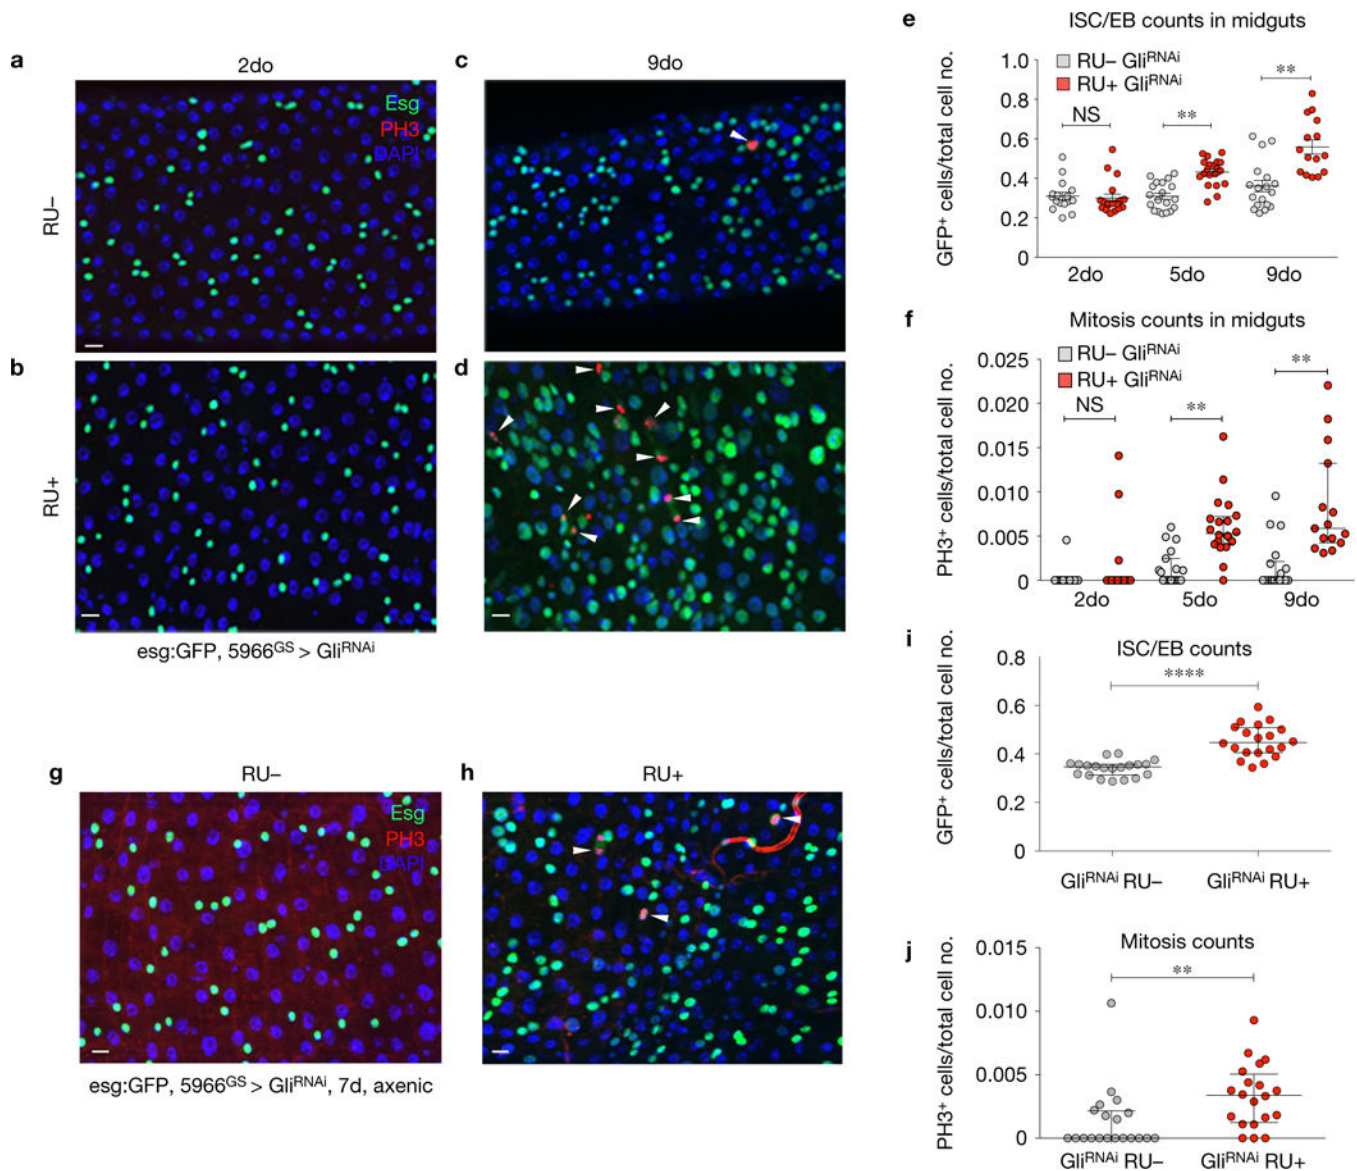 a
2do
RU−
Esg
PH3
DAPI
b
RU+
esg:GFP, 5966GS > GliRNAi
c
9do
d
e
ISC/EB counts in midguts
GFP+ cells/total cell no.
1.0
0.8
0.6
0.4
0.2
0
RU− GliRNAi
RU+ GliRNAi
NS
**
**
2do 5do 9do
f
Mitosis counts in midguts
PH3+ cells/total cell no.
0.025
0.020
0.015
0.010
0.005
0
RU− GliRNAi
RU+ GliRNAi
NS
**
**
2do 5do 9do
g
RU−
Esg
PH3
DAPI
esg:GFP, 5966GS > GliRNAi, 7d, axenic
h
RU+
i
ISC/EB counts
GFP+ cells/total cell no.
0.8
0.6
0.4
0.2
0
****
GliRNAi RU− GliRNAi RU+
j
Mitosis counts
PH3+ cells/total cell no.
0.015
0.010
0.005
0
**
GliRNAi RU− GliRNAi RU+